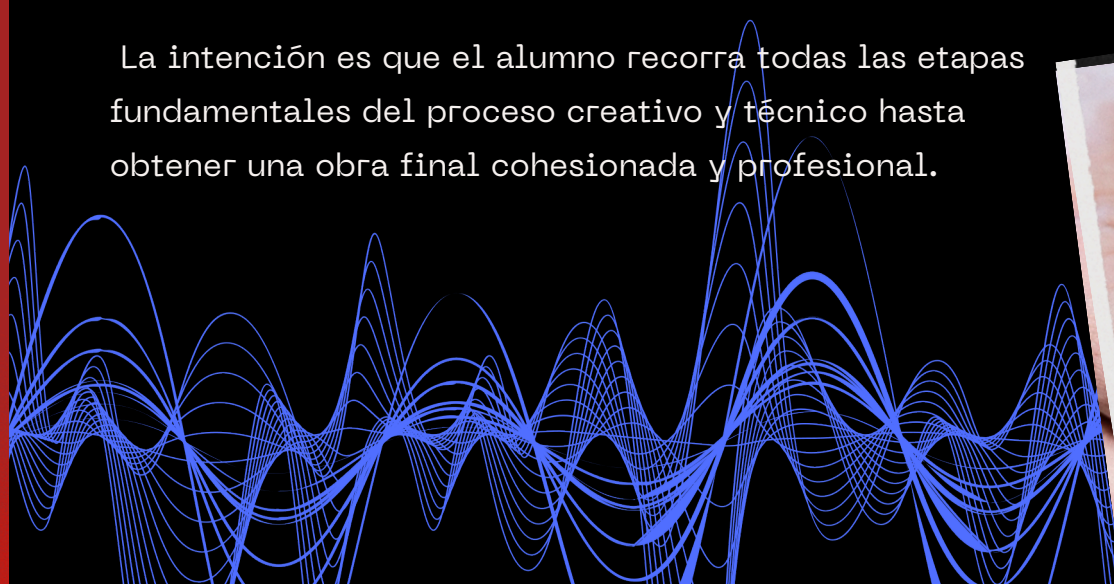 La intención es que el alumno recorra todas las etapas
fundamentales del proceso creativo y técnico hasta
obtener una obra final cohesionada y profesional.